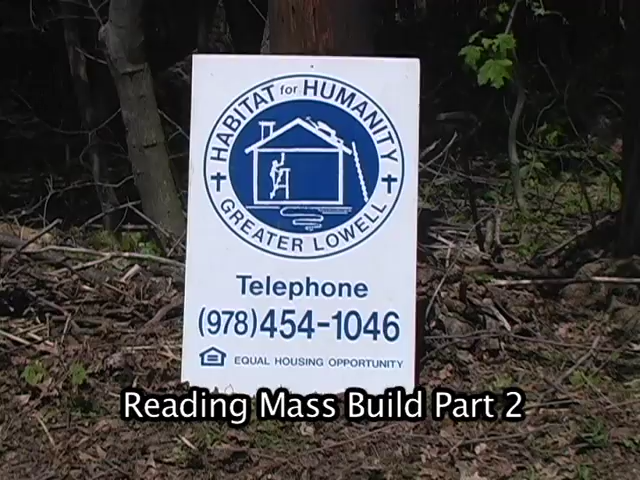 HABITAT for HUMANITY
GREATER LOWELL
Telephone
(978)454-1046
EQUAL HOUSING OPPORTUNITY
Reading Mass Build Part 2